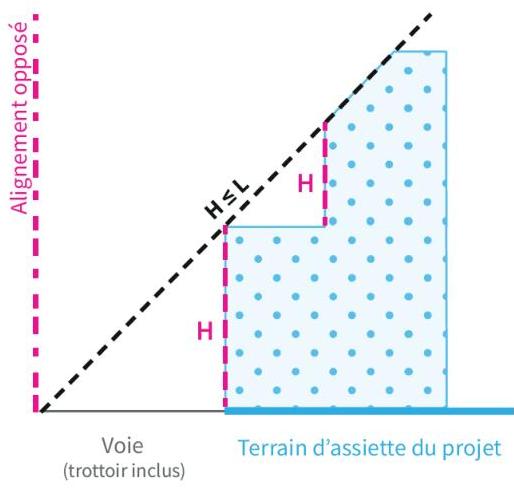 Alignement opposé
H ≤ L
H
H
Voie
(trottoir inclus)
Terrain d'assiette du projet